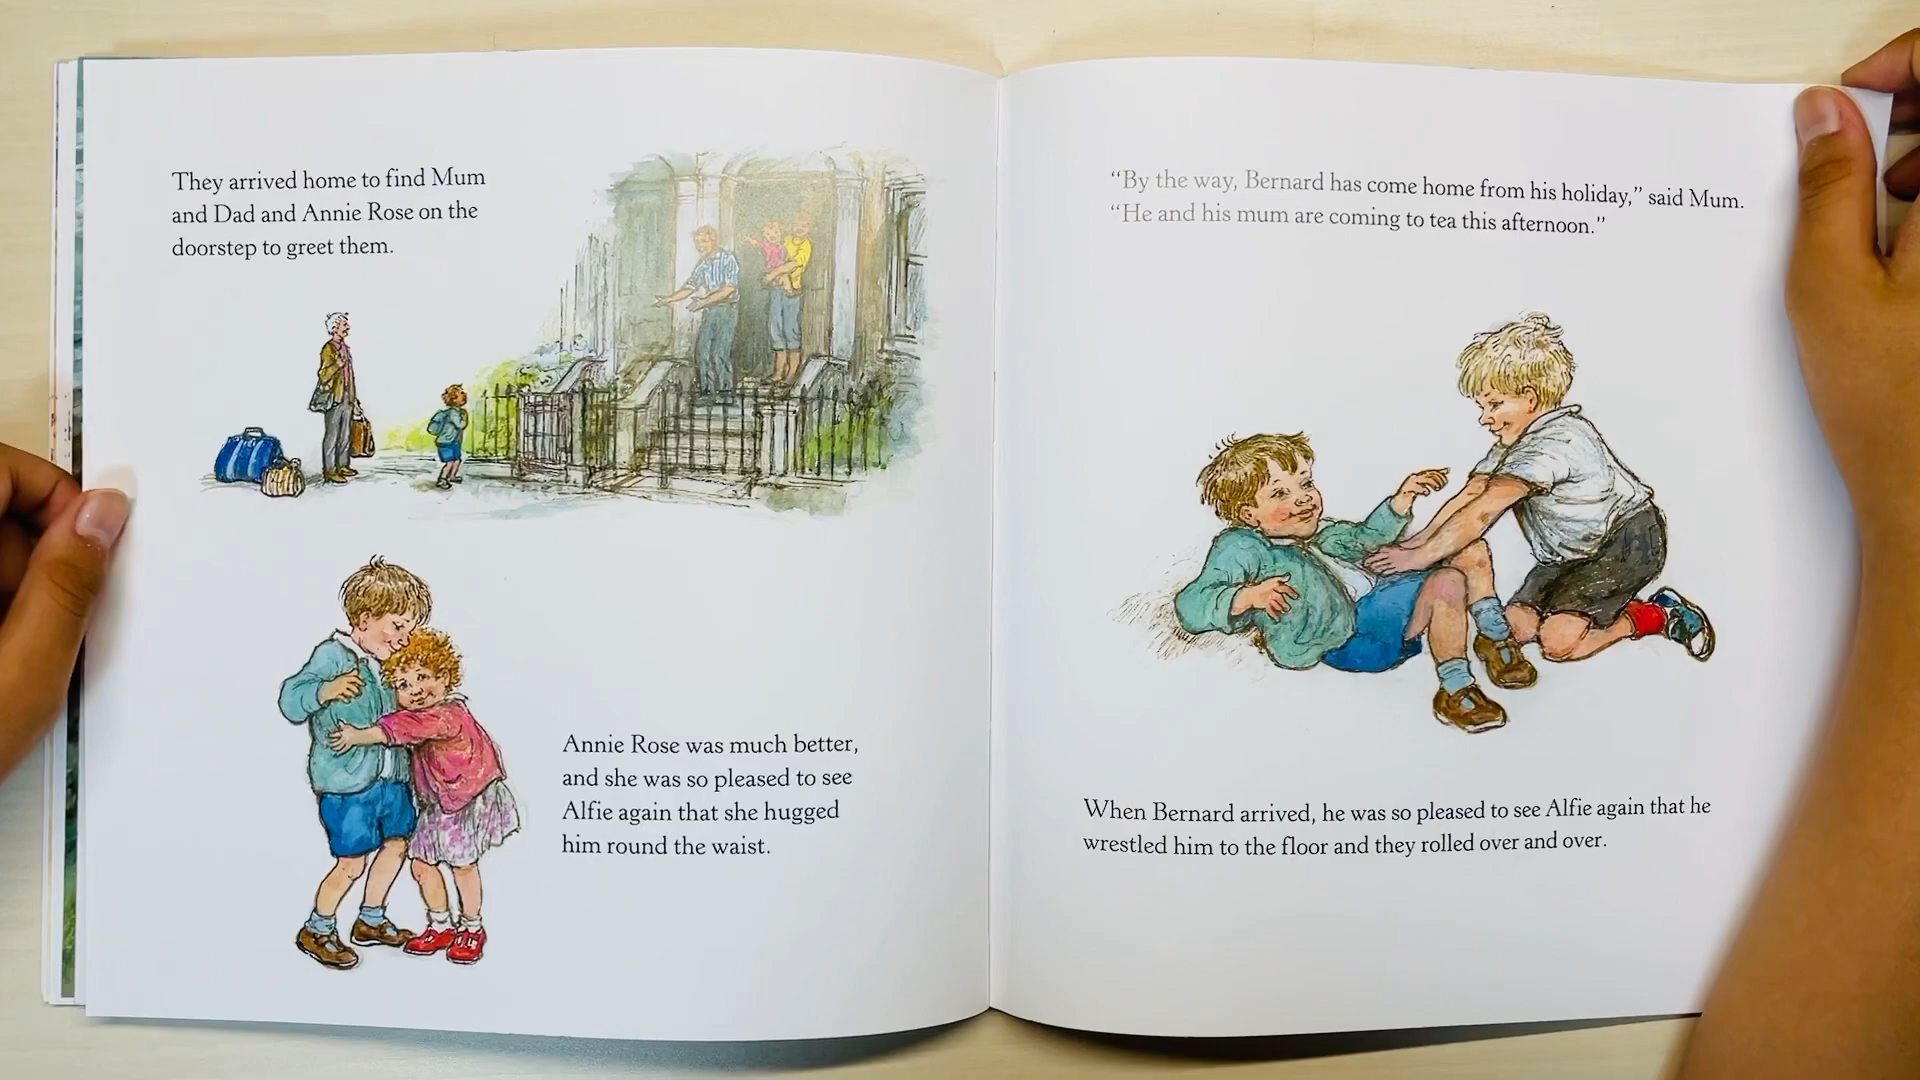 They arrived home to find Mum
and Dad and Annie Rose on the
doorstep to greet them.
Annie Rose was much better,
and she was so pleased to see
Alfie again that she hugged
him round the waist.
“By the way, Bernard has come home from his holiday,” said Mum.
“He and his mum are coming to tea this afternoon.”
When Bernard arrived, he was so pleased to see Alfie again that he
wrestled him to the floor and they rolled over and over.